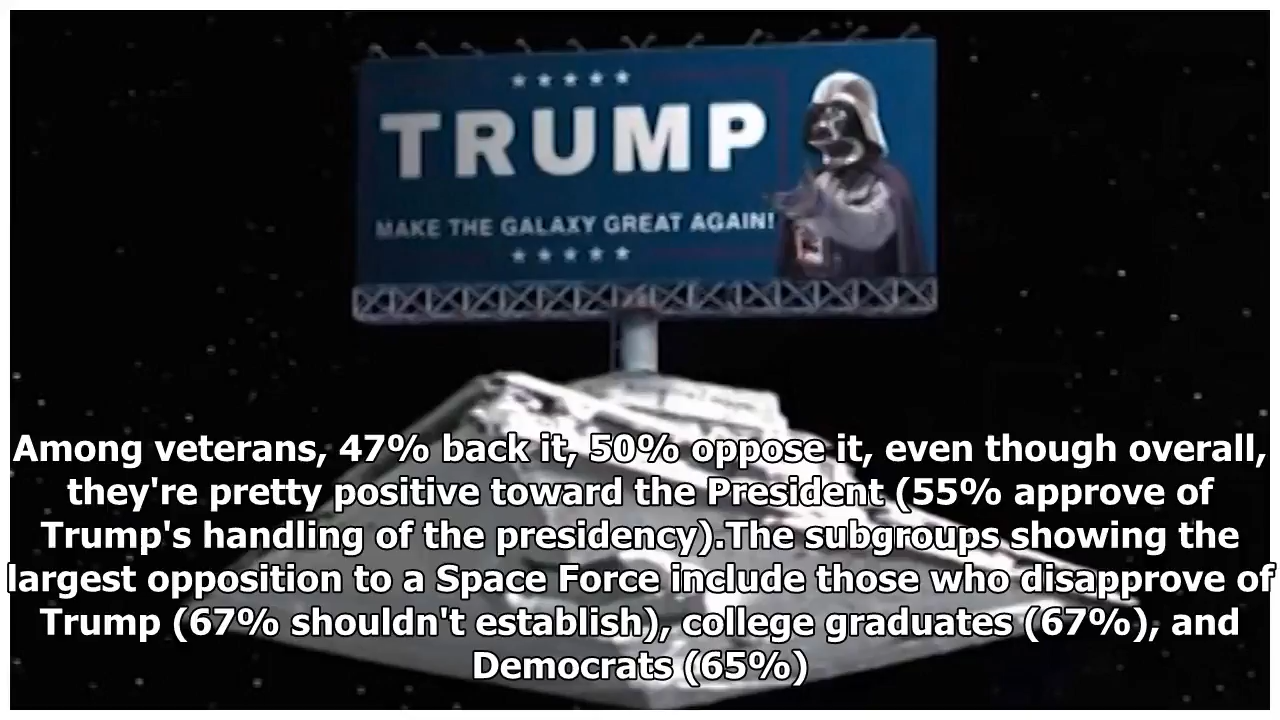 TRUMP
MAKE THE GALAXY GREAT AGAIN!
Among veterans, 47% back it, 50% oppose it, even though overall,
they're pretty positive toward the President (55% approve of
Trump's handling of the presidency).The subgroups showing the
largest opposition to a Space Force include those who disapprove of
Trump (67% shouldn't establish), college graduates (67%), and
Democrats (65%)